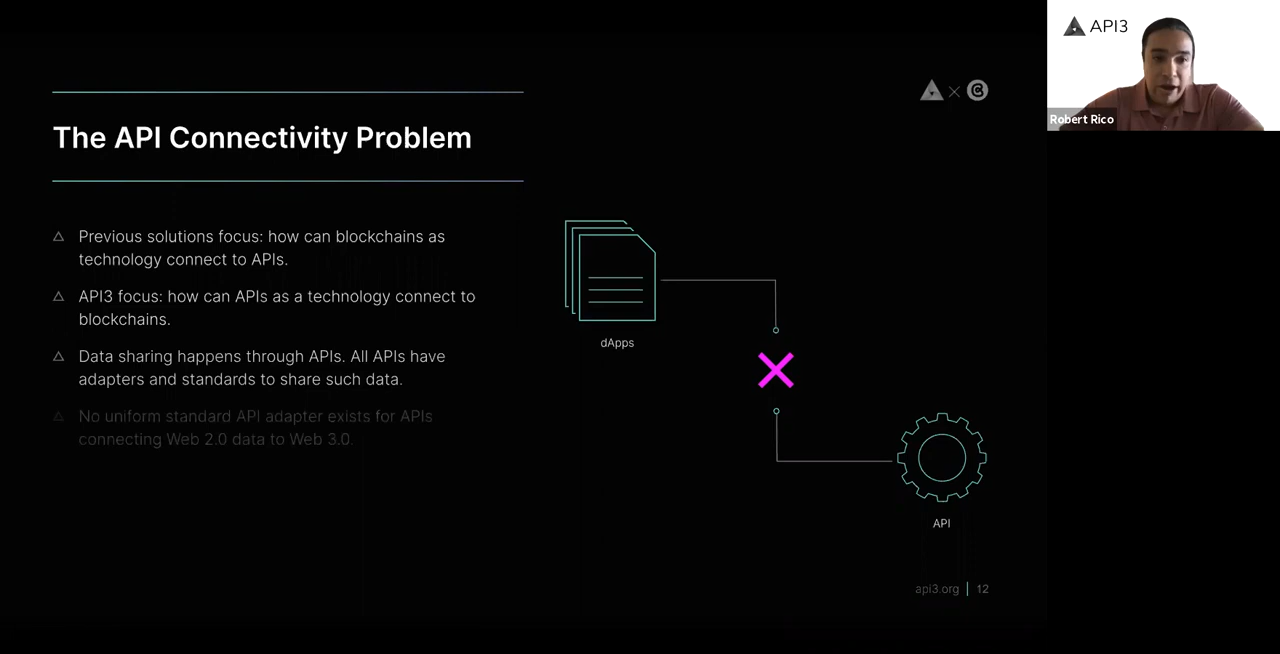 The API Connectivity Problem
Previous solutions focus: how can blockchains as
technology connect to APIs.
API3 focus: how can APIs as a technology connect to
blockchains.
Data sharing happens through APIs. All APIs have
adapters and standards to share such data.
No uniform standard API adapter exists for APIs
connecting Web 2.0 data to Web 3.0.
dApps
API
api3.org | 12
API3
Robert Rico